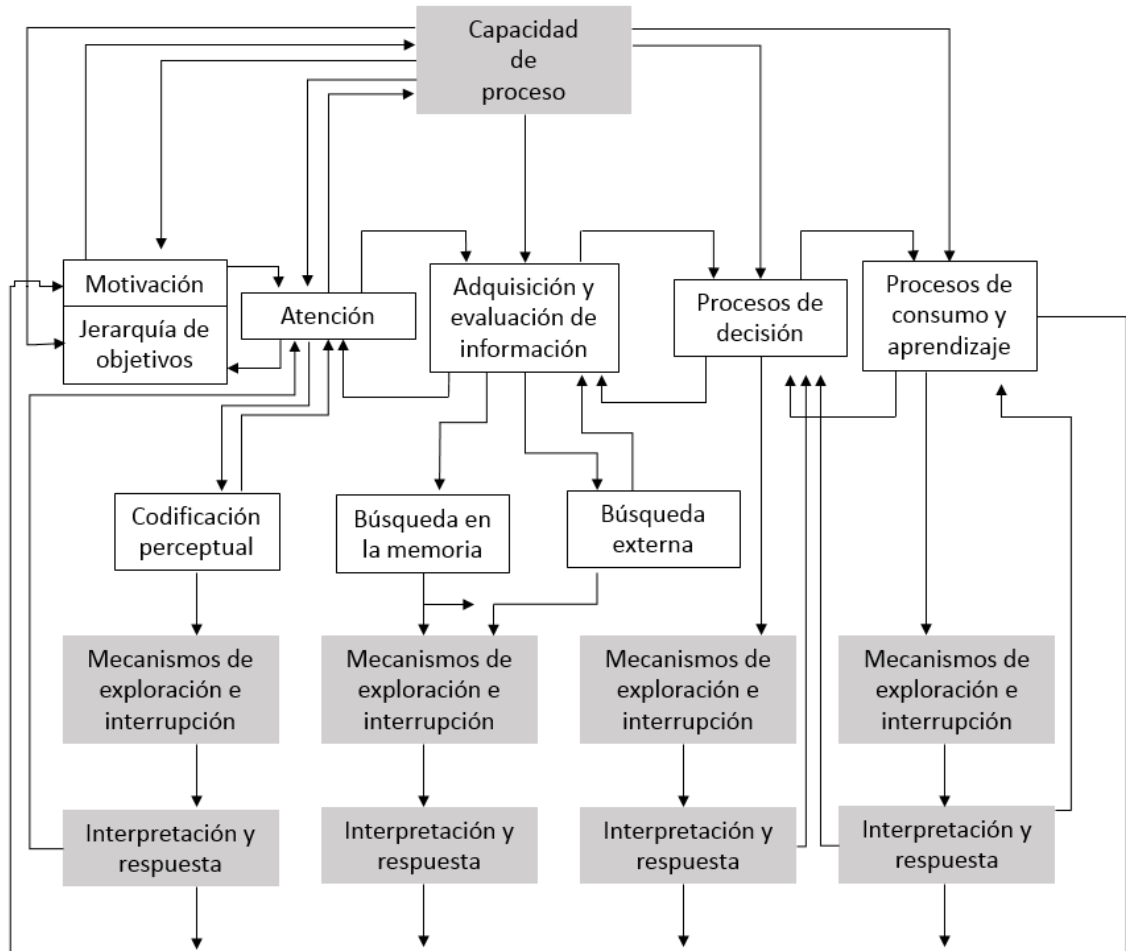 Capacidad
de
proceso
Motivación
Jerarquía de
objetivos
Atención
Adquisición y
evaluación de
información
Procesos de
decisión
Procesos de
consumo y
aprendizaje
Codificación
perceptual
Búsqueda en
la memoria
Búsqueda
externa
Mecanismos de
exploración e
interrupción
Mecanismos de
exploración e
interrupción
Mecanismos de
exploración e
interrupción
Mecanismos de
exploración e
interrupción
Interpretación y
respuesta
Interpretación y
respuesta
Interpretación y
respuesta
Interpretación y
respuesta